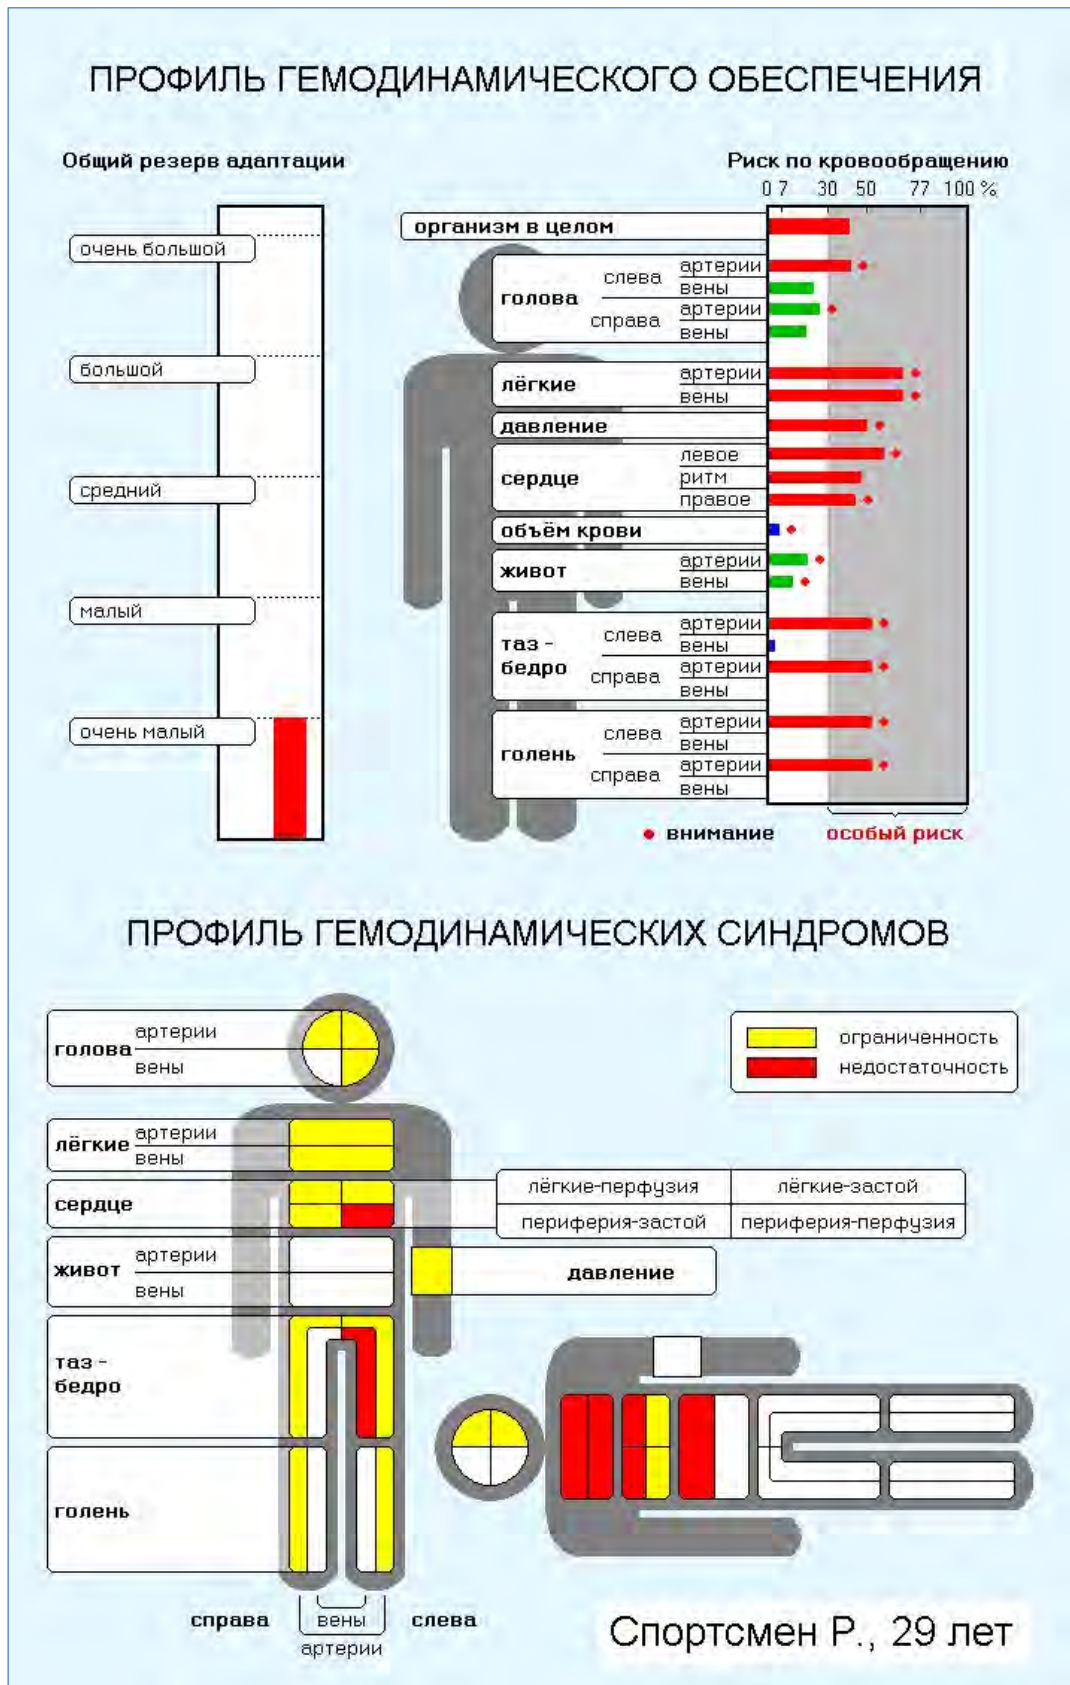 ПРОФИЛЬ ГЕМОДИНАМИЧЕСКОГО ОБЕСПЕЧЕНИЯ
Общий резерв адаптации
очень большой
большой
средний
малый
очень малый
Риск по кровообращению
0 7 30 50 77 100 %
организм в целом
голова
слева
артерии
вены
справа
артерии
вены
лёгкие
артерии
вены
давление
сердце
левое
ритм
правое
объём крови
живот
артерии
вены
таз -
бедро
слева
артерии
вены
справа
артерии
вены
голень
слева
артерии
вены
справа
артерии
вены
внимание
особый риск
ПРОФИЛЬ ГЕМОДИНАМИЧЕСКИХ СИНДРОМОВ
голова
артерии
вены
ограниченность
недостаточность
лёгкие
артерии
вены
сердце
лёгкие-перфузия
лёгкие-застой
периферия-застой
периферия-перфузия
живот
артерии
вены
давление
таз -
бедро
голень
справа
вены
слева
артерии
Спортсмен Р., 29 лет